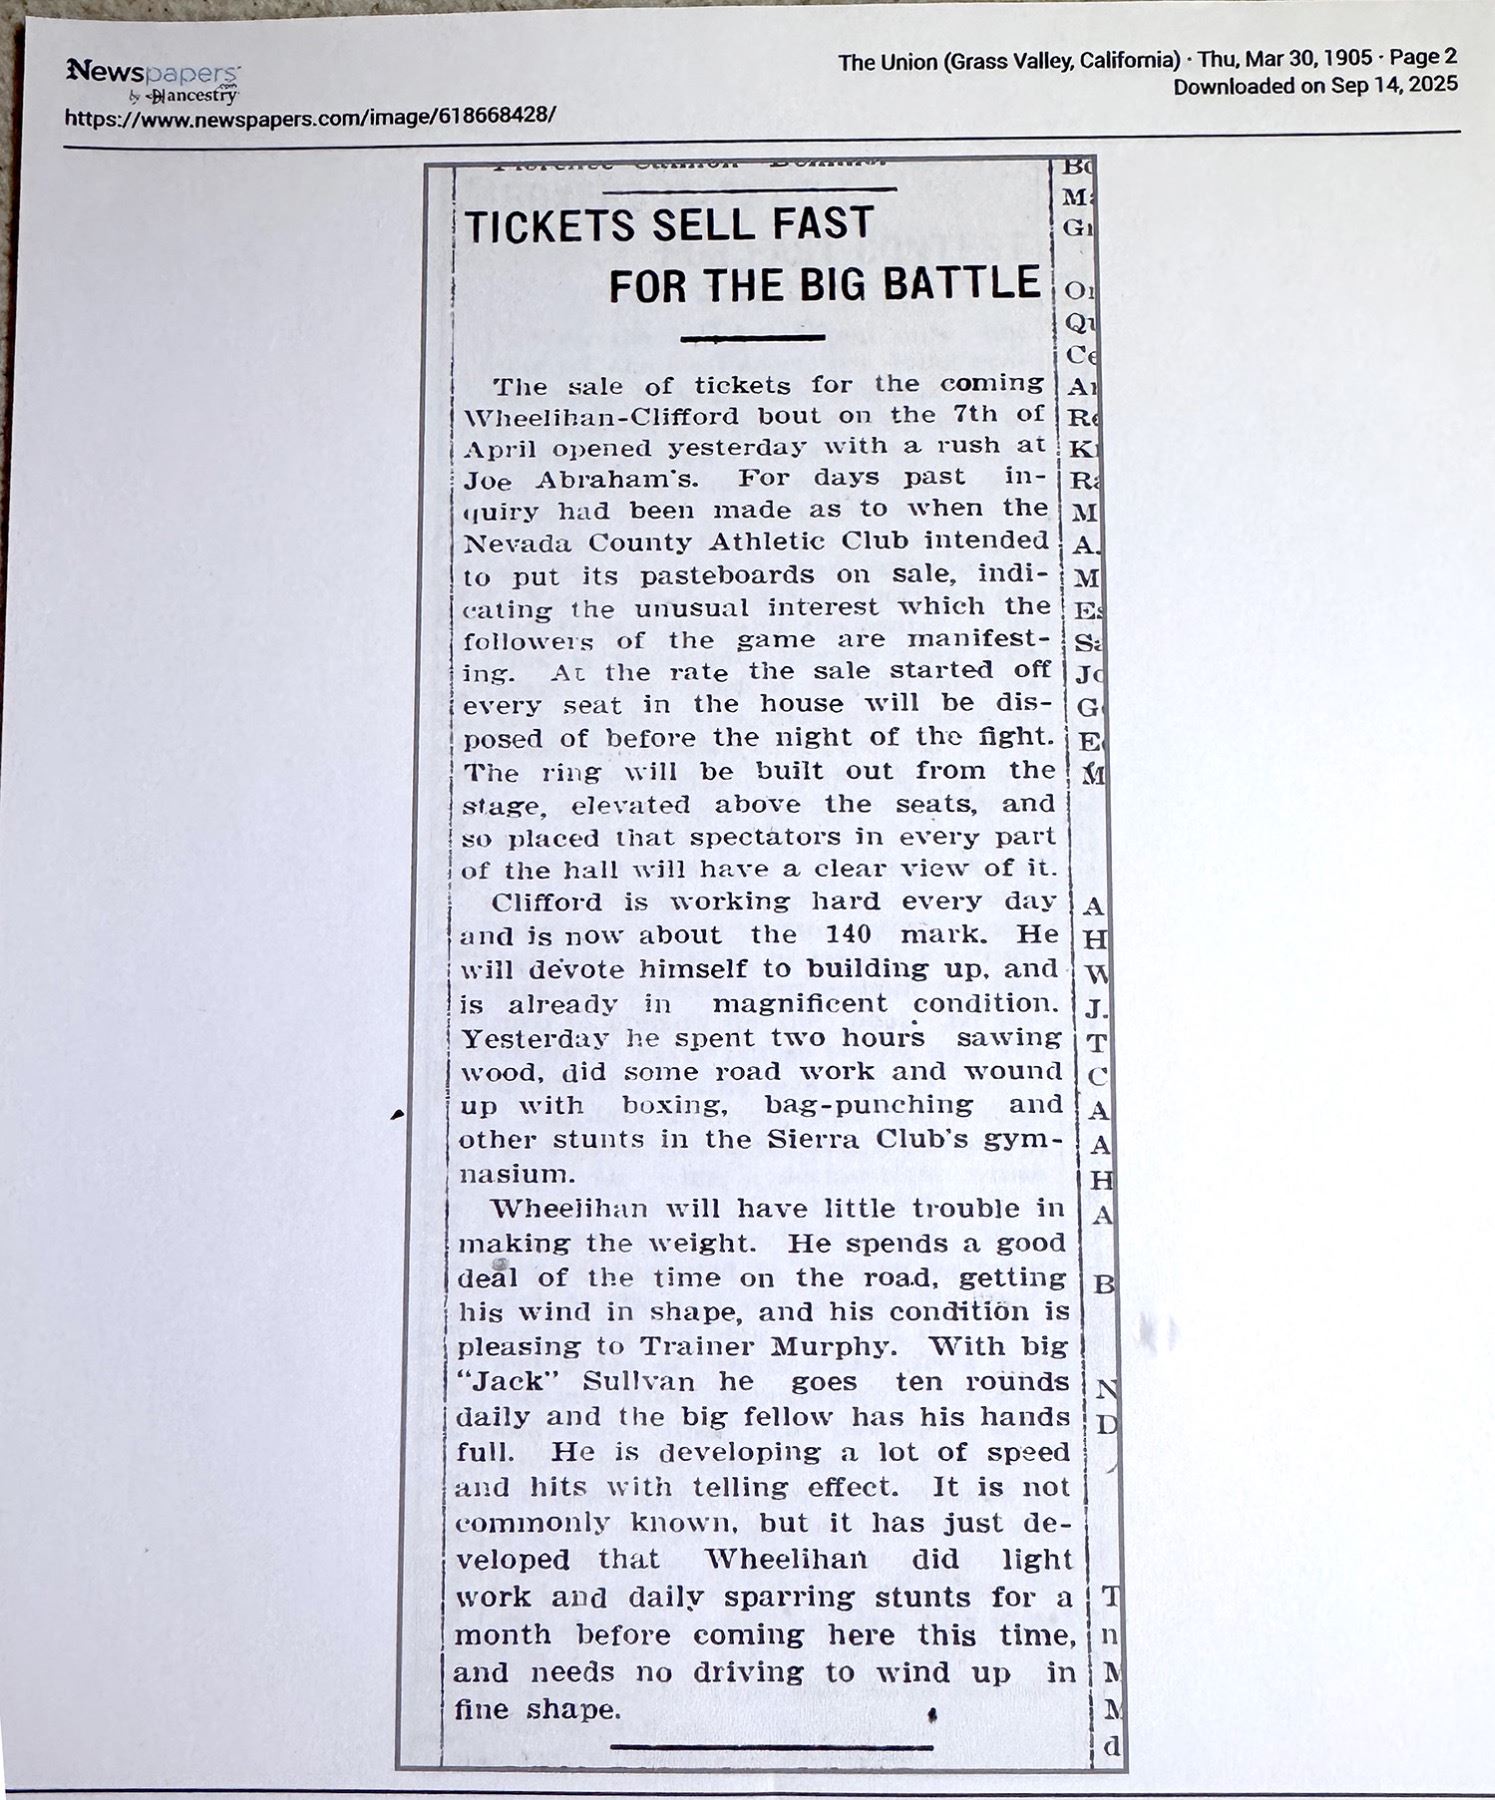 Newspapers
by ancestry
.com
https://www.newspapers.com/image/618668428/
The Union (Grass Valley, California) · Thu, Mar 30, 1905 · Page 2
Downloaded on Sep 14, 2025
TICKETS SELL FAST
FOR THE BIG BATTLE
The sale of tickets for the coming
Wheelihan-Clifford bout on the 7th of
April opened yesterday with a rush at
Joe Abraham's. For days past in-
quiry had been made as to when the
Nevada County Athletic Club intended
to put its pasteboards on sale, indi-
cating the unusual interest which the
followers of the game are manifest-
ing. At the rate the sale started off
every seat in the house will be dis-
posed of before the night of the fight.
The ring will be built out from the
stage, elevated above the seats, and
so placed that spectators in every part
of the hall will have a clear view of it.
Clifford is working hard every day
and is now about the 140 mark. He
will devote himself to building up, and
is already in magnificent condition.
Yesterday he spent two hours sawing
wood, did some road work and wound
up with boxing, bag-punching and
other stunts in the Sierra Club's gym-
nasium.
Wheelihan will have little trouble in
making the weight. He spends a good
deal of the time on the road, getting
his wind in shape, and his condition is
pleasing to Trainer Murphy. With big
"Jack" Sullvan he goes ten rounds
daily and the big fellow has his hands
full. He is developing a lot of speed
and hits with telling effect. It is not
commonly known, but it has just de-
veloped that Wheelihan did light
work and daily sparring stunts for a
month before coming here this time,
and needs no driving to wind up in
fine shape.